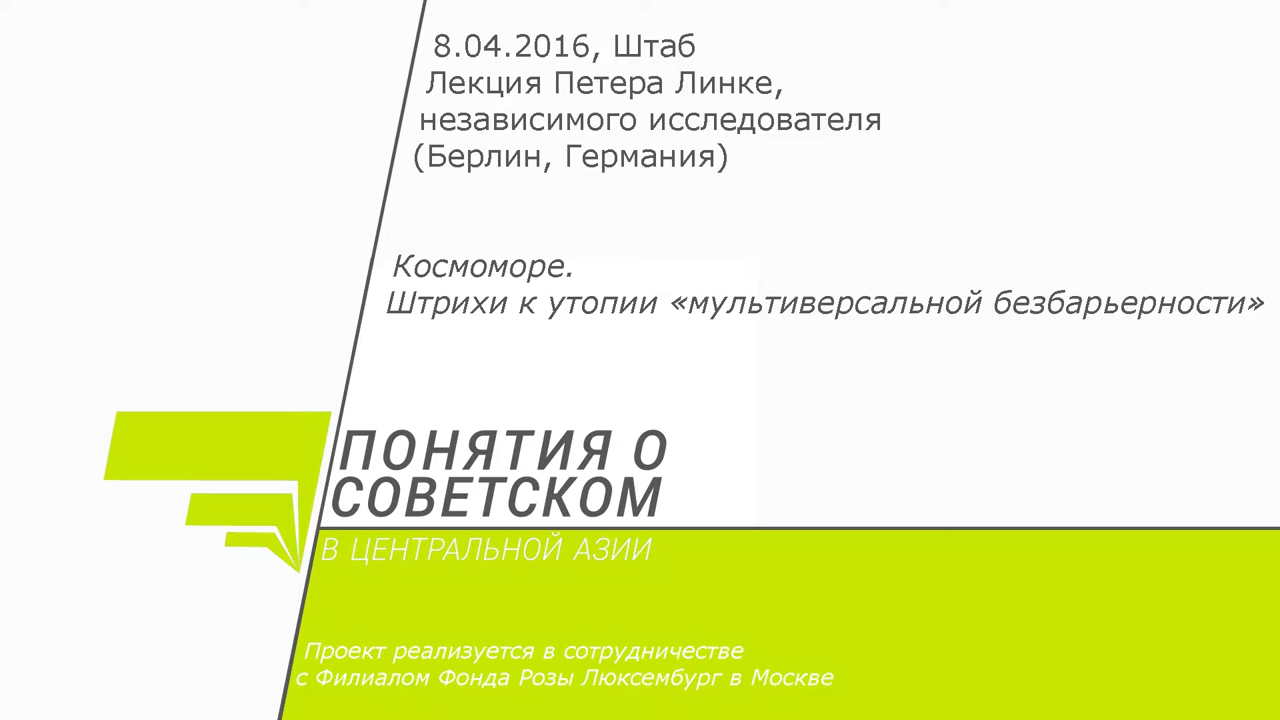 8.04.2016, Штаб
Лекция Петера Линке,
независимого исследователя
(Берлин, Германия)
Космоморе.
Штрихи к утопии «мультиверсальной безбарьерности»
ПОНЯТИЯ О
СОВЕТСКОМ
В ЦЕНТРАЛЬНОЙ АЗИИ
Проект реализуется в сотрудничестве
с Филиалом Фонда Розы Люксембург в Москве